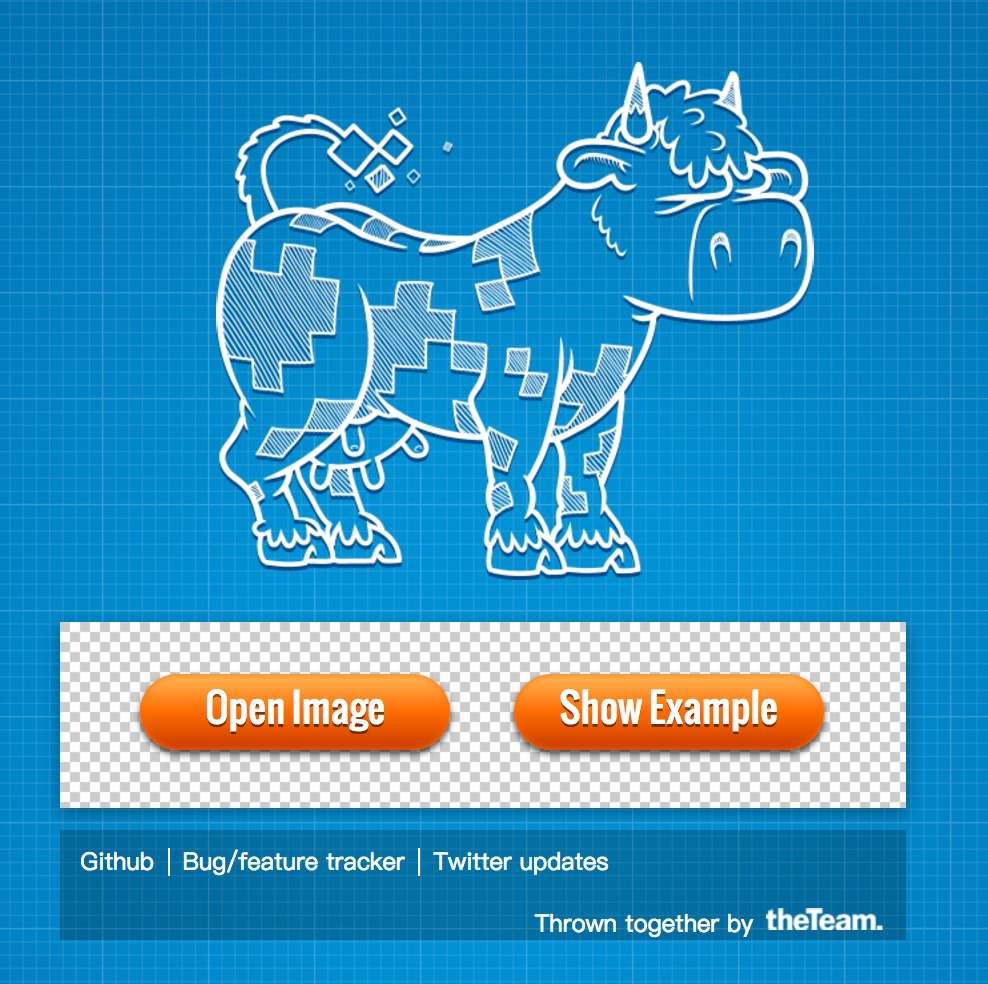 Open Image
Show Example
Github | Bug/feature tracker | Twitter updates
Thrown together by theTeam.